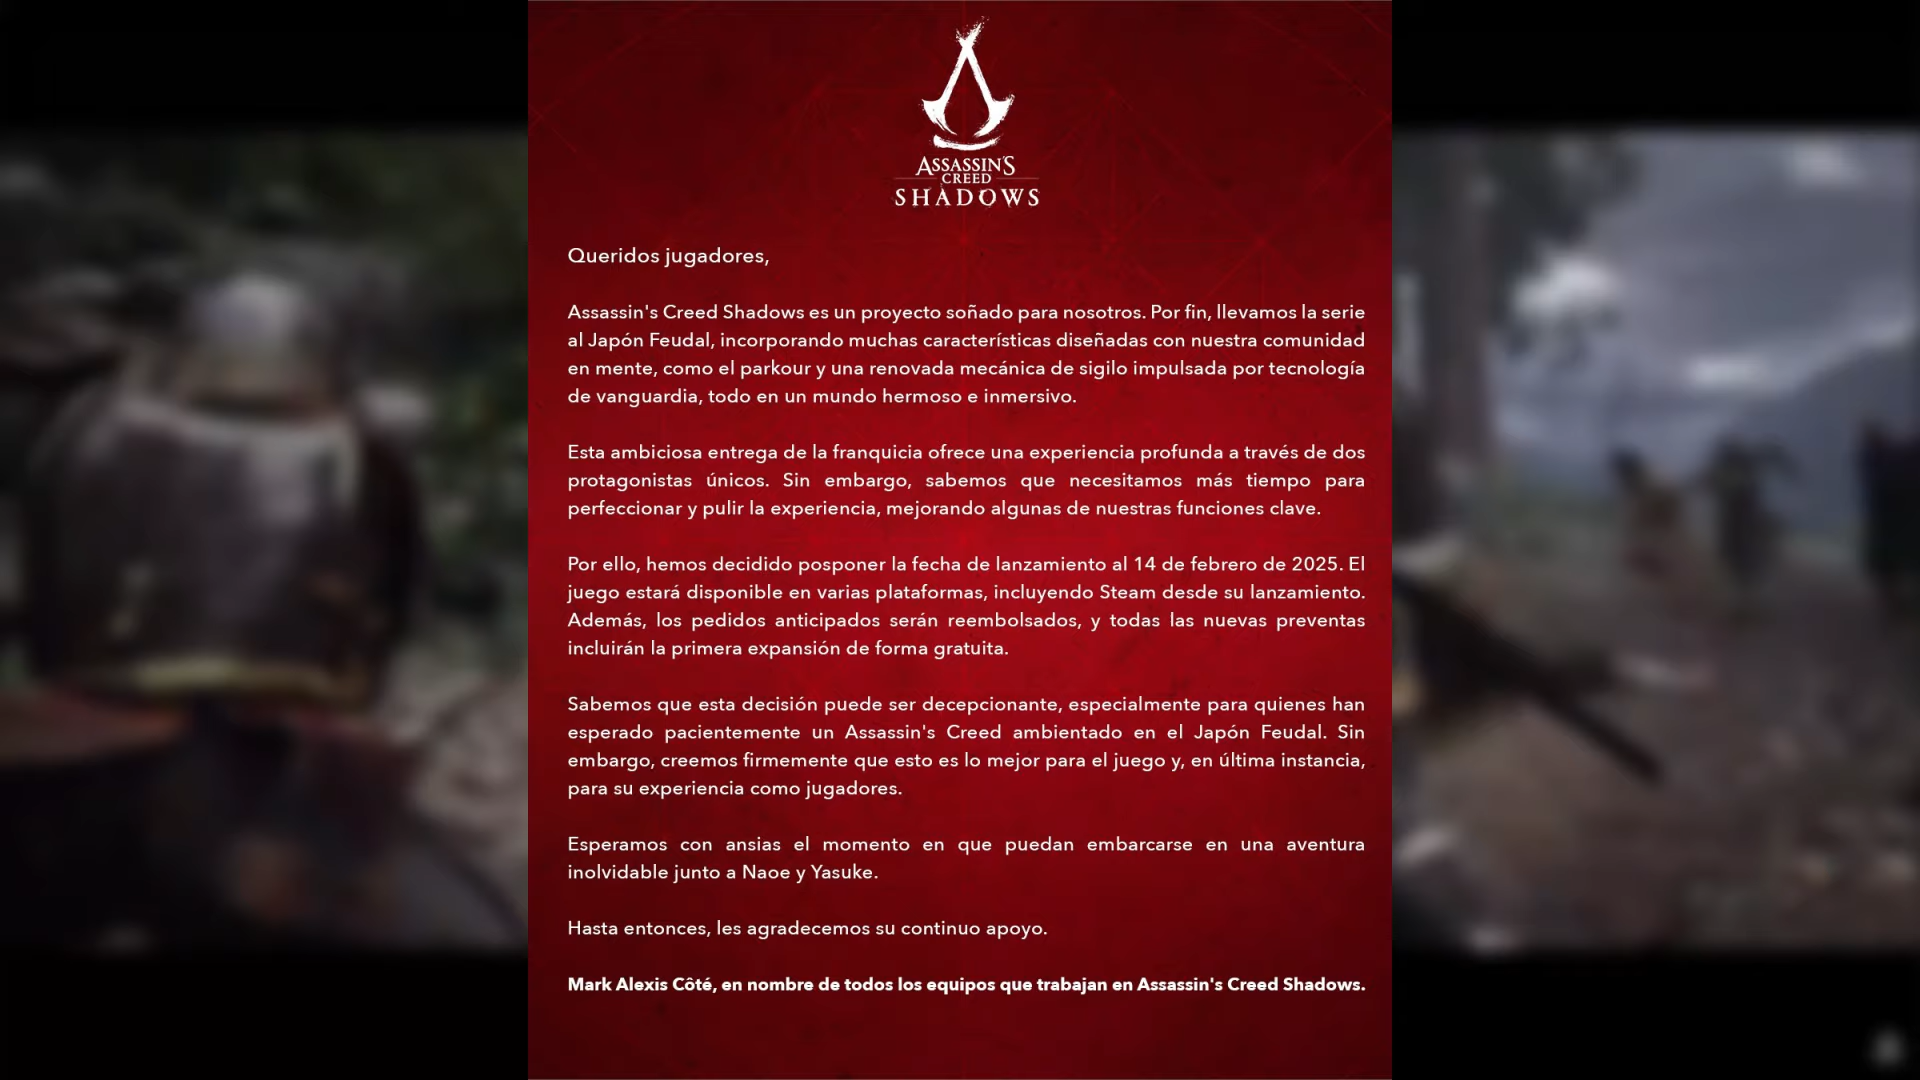 ASSASSIN'S
CREED
SHADOWS
Queridos jugadores,
Assassin's Creed Shadows es un proyecto soñado para nosotros. Por fin, llevamos la serie
al Japón Feudal, incorporando muchas características diseñadas con nuestra comunidad
en mente, como el parkour y una renovada mecánica de sigilo impulsada por tecnología
de vanguardia, todo en un mundo hermoso e inmersivo.
Esta ambiciosa entrega de la franquicia ofrece una experiencia profunda a través de dos
protagonistas únicos. Sin embargo, sabemos que necesitamos más tiempo para
perfeccionar y pulir la experiencia, mejorando algunas de nuestras funciones clave.
Por ello, hemos decidido posponer la fecha de lanzamiento al 14 de febrero de 2025. El
juego estará disponible en varias plataformas, incluyendo Steam desde su lanzamiento.
Además, los pedidos anticipados serán reembolsados, y todas las nuevas preventas
incluirán la primera expansión de forma gratuita.
Sabemos que esta decisión puede ser decepcionante, especialmente para quienes han
esperado pacientemente un Assassin's Creed ambientado en el Japón Feudal. Sin
embargo, creemos firmemente que esto es lo mejor para el juego y, en última instancia,
para su experiencia como jugadores.
Esperamos con ansias el momento en que puedan embarcarse en una aventura
inolvidable junto a Naoe y Yasuke.
Hasta entonces, les agradecemos su continuo apoyo.
Mark Alexis Côté, en nombre de todos los equipos que trabajan en Assassin's Creed Shadows.